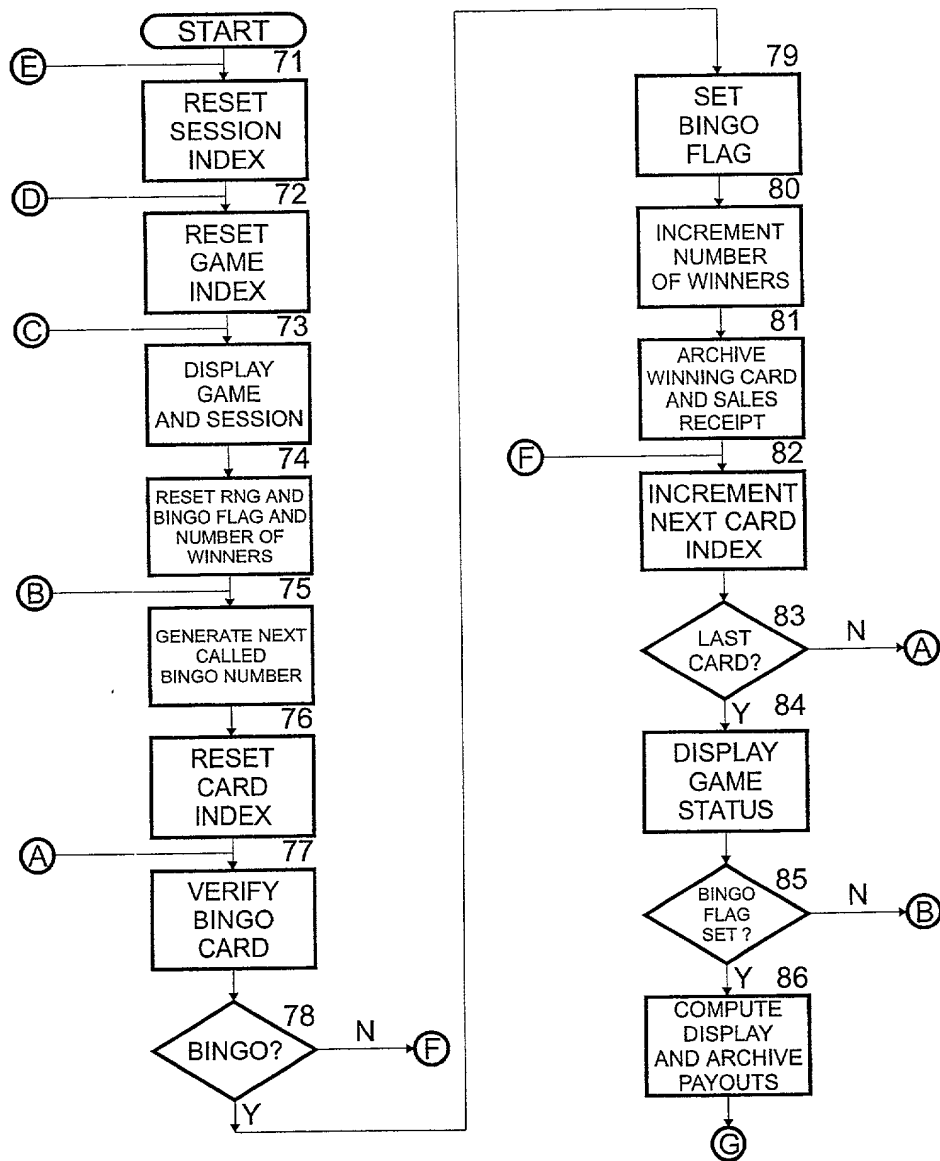 START
E
71
RESET
SESSION
INDEX
D
72
RESET
GAME
INDEX
C
73
DISPLAY
GAME
AND SESSION
74
RESET RNG AND
BINGO FLAG AND
NUMBER OF
WINNERS
B
75
GENERATE NEXT
CALLED
BINGO NUMBER
76
RESET
CARD
INDEX
A
77
VERIFY
BINGO
CARD
78
BINGO?
N
F
Y
79
SET
BINGO
FLAG
80
INCREMENT
NUMBER
OF WINNERS
81
ARCHIVE
WINNING CARD
AND SALES
RECEIPT
F
82
INCREMENT
NEXT CARD
INDEX
83
LAST
CARD?
N
A
Y
84
DISPLAY
GAME
STATUS
85
BINGO
FLAG
SET ?
N
B
Y
86
COMPUTE
DISPLAY
AND ARCHIVE
PAYOUTS
G